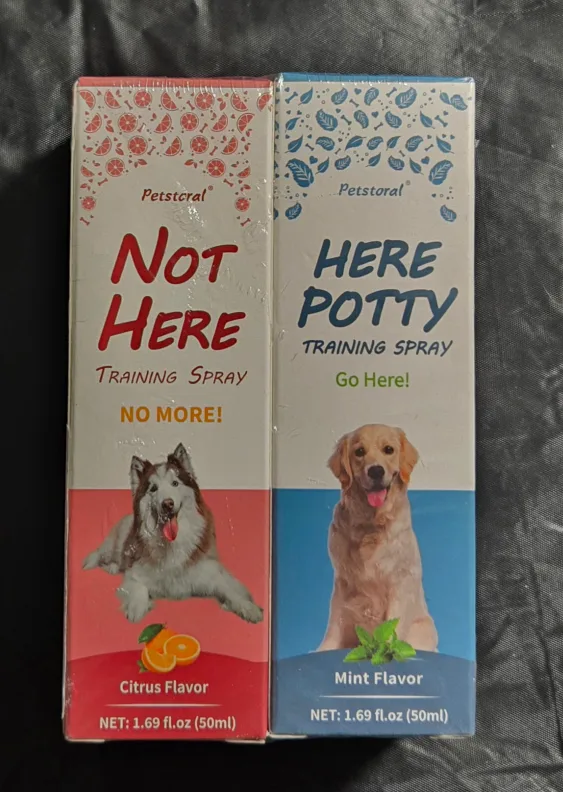 Petstoral®
NOT
HERE
TRAINING SPRAY
NO MORE!
Citrus Flavor
NET: 1.69 fl.oz (50ml)
Petstoral®
HERE
POTTY
TRAINING SPRAY
Go Here!
Mint Flavor
NET: 1.69 fl.oz (50ml)